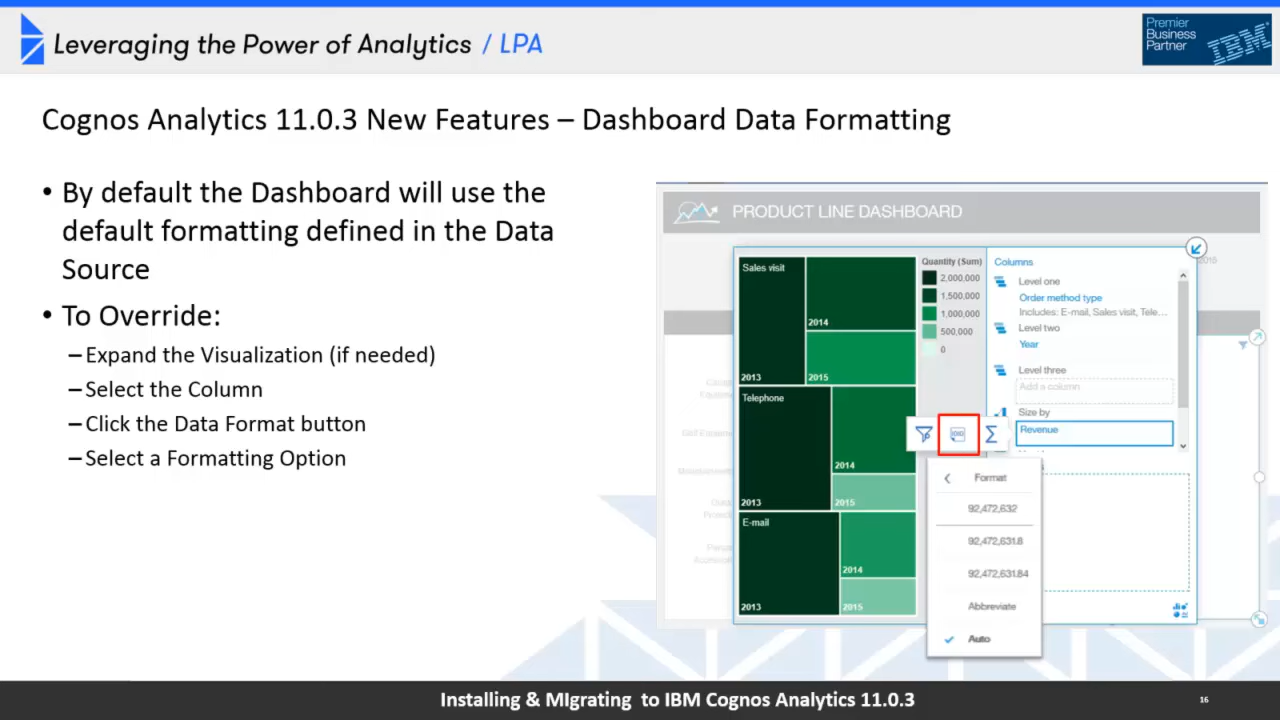 Leveraging the Power of Analytics / LPA
Premier
Business
Partner
IBM
Cognos Analytics 11.0.3 New Features – Dashboard Data Formatting
• By default the Dashboard will use the
default formatting defined in the Data
Source
• To Override:
– Expand the Visualization (if needed)
– Select the Column
– Click the Data Format button
– Select a Formatting Option
PRODUCT LINE DASHBOARD
2015
Sales visit
2013
2014
2015
Telephone
2013
2014
2015
E-mail
2013
2014
2015
Quantity (Sum)
2,000,000
1,500,000
1,000,000
500,000
0
Columns
Level one
Order method type
Includes: E-mail, Sales visit, Tele...
Level two
Year
Level three
Add a column
Size by
Revenue
Format
92,472,632
92,472,631.8
92,472,631.84
Abbreviate
Auto
Installing & MIgrating to IBM Cognos Analytics 11.0.3
16